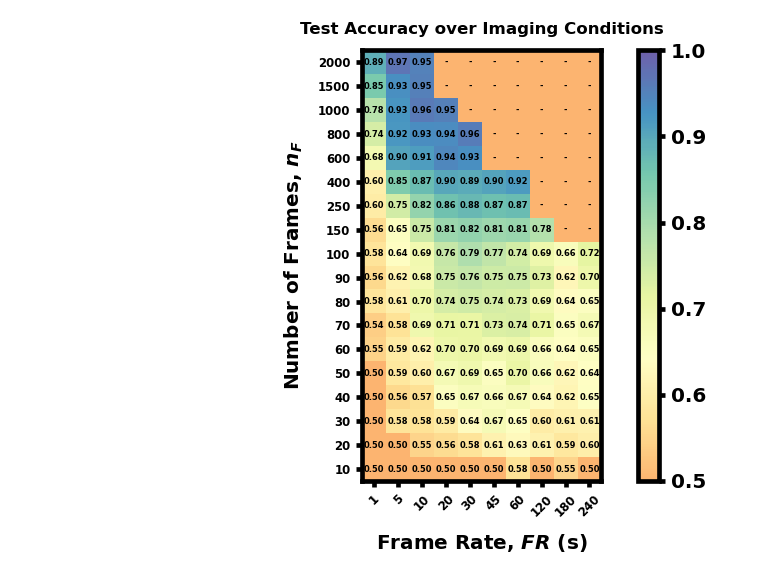 Test Accuracy over Imaging Conditions
Number of Frames, n_F
2000 0.89 0.97 0.95 - - - - - - -
1500 0.85 0.93 0.95 - - - - - - -
1000 0.78 0.93 0.96 0.95 - - - - - -
800 0.74 0.92 0.93 0.94 0.96 - - - - -
600 0.68 0.90 0.91 0.94 0.93 - - - - -
400 0.60 0.85 0.87 0.90 0.89 0.90 0.92 - - -
250 0.60 0.75 0.82 0.86 0.88 0.87 0.87 - - -
150 0.56 0.65 0.75 0.81 0.82 0.81 0.81 0.78 - -
100 0.58 0.64 0.69 0.76 0.79 0.77 0.74 0.69 0.66 0.72
90 0.56 0.62 0.68 0.75 0.76 0.75 0.75 0.73 0.62 0.70
80 0.58 0.61 0.70 0.74 0.75 0.74 0.73 0.69 0.64 0.65
70 0.54 0.58 0.69 0.71 0.71 0.73 0.74 0.71 0.65 0.67
60 0.55 0.59 0.62 0.70 0.70 0.69 0.69 0.66 0.64 0.65
50 0.50 0.59 0.60 0.67 0.69 0.65 0.70 0.66 0.62 0.64
40 0.50 0.56 0.57 0.65 0.67 0.66 0.67 0.64 0.62 0.65
30 0.50 0.58 0.58 0.59 0.64 0.67 0.65 0.60 0.61 0.61
20 0.50 0.50 0.55 0.56 0.58 0.61 0.63 0.61 0.59 0.60
10 0.50 0.50 0.50 0.50 0.50 0.50 0.58 0.50 0.55 0.50
1 5 10 20 30 45 60 120 180 240
Frame Rate, FR (s)
1.0
0.9
0.8
0.7
0.6
0.5